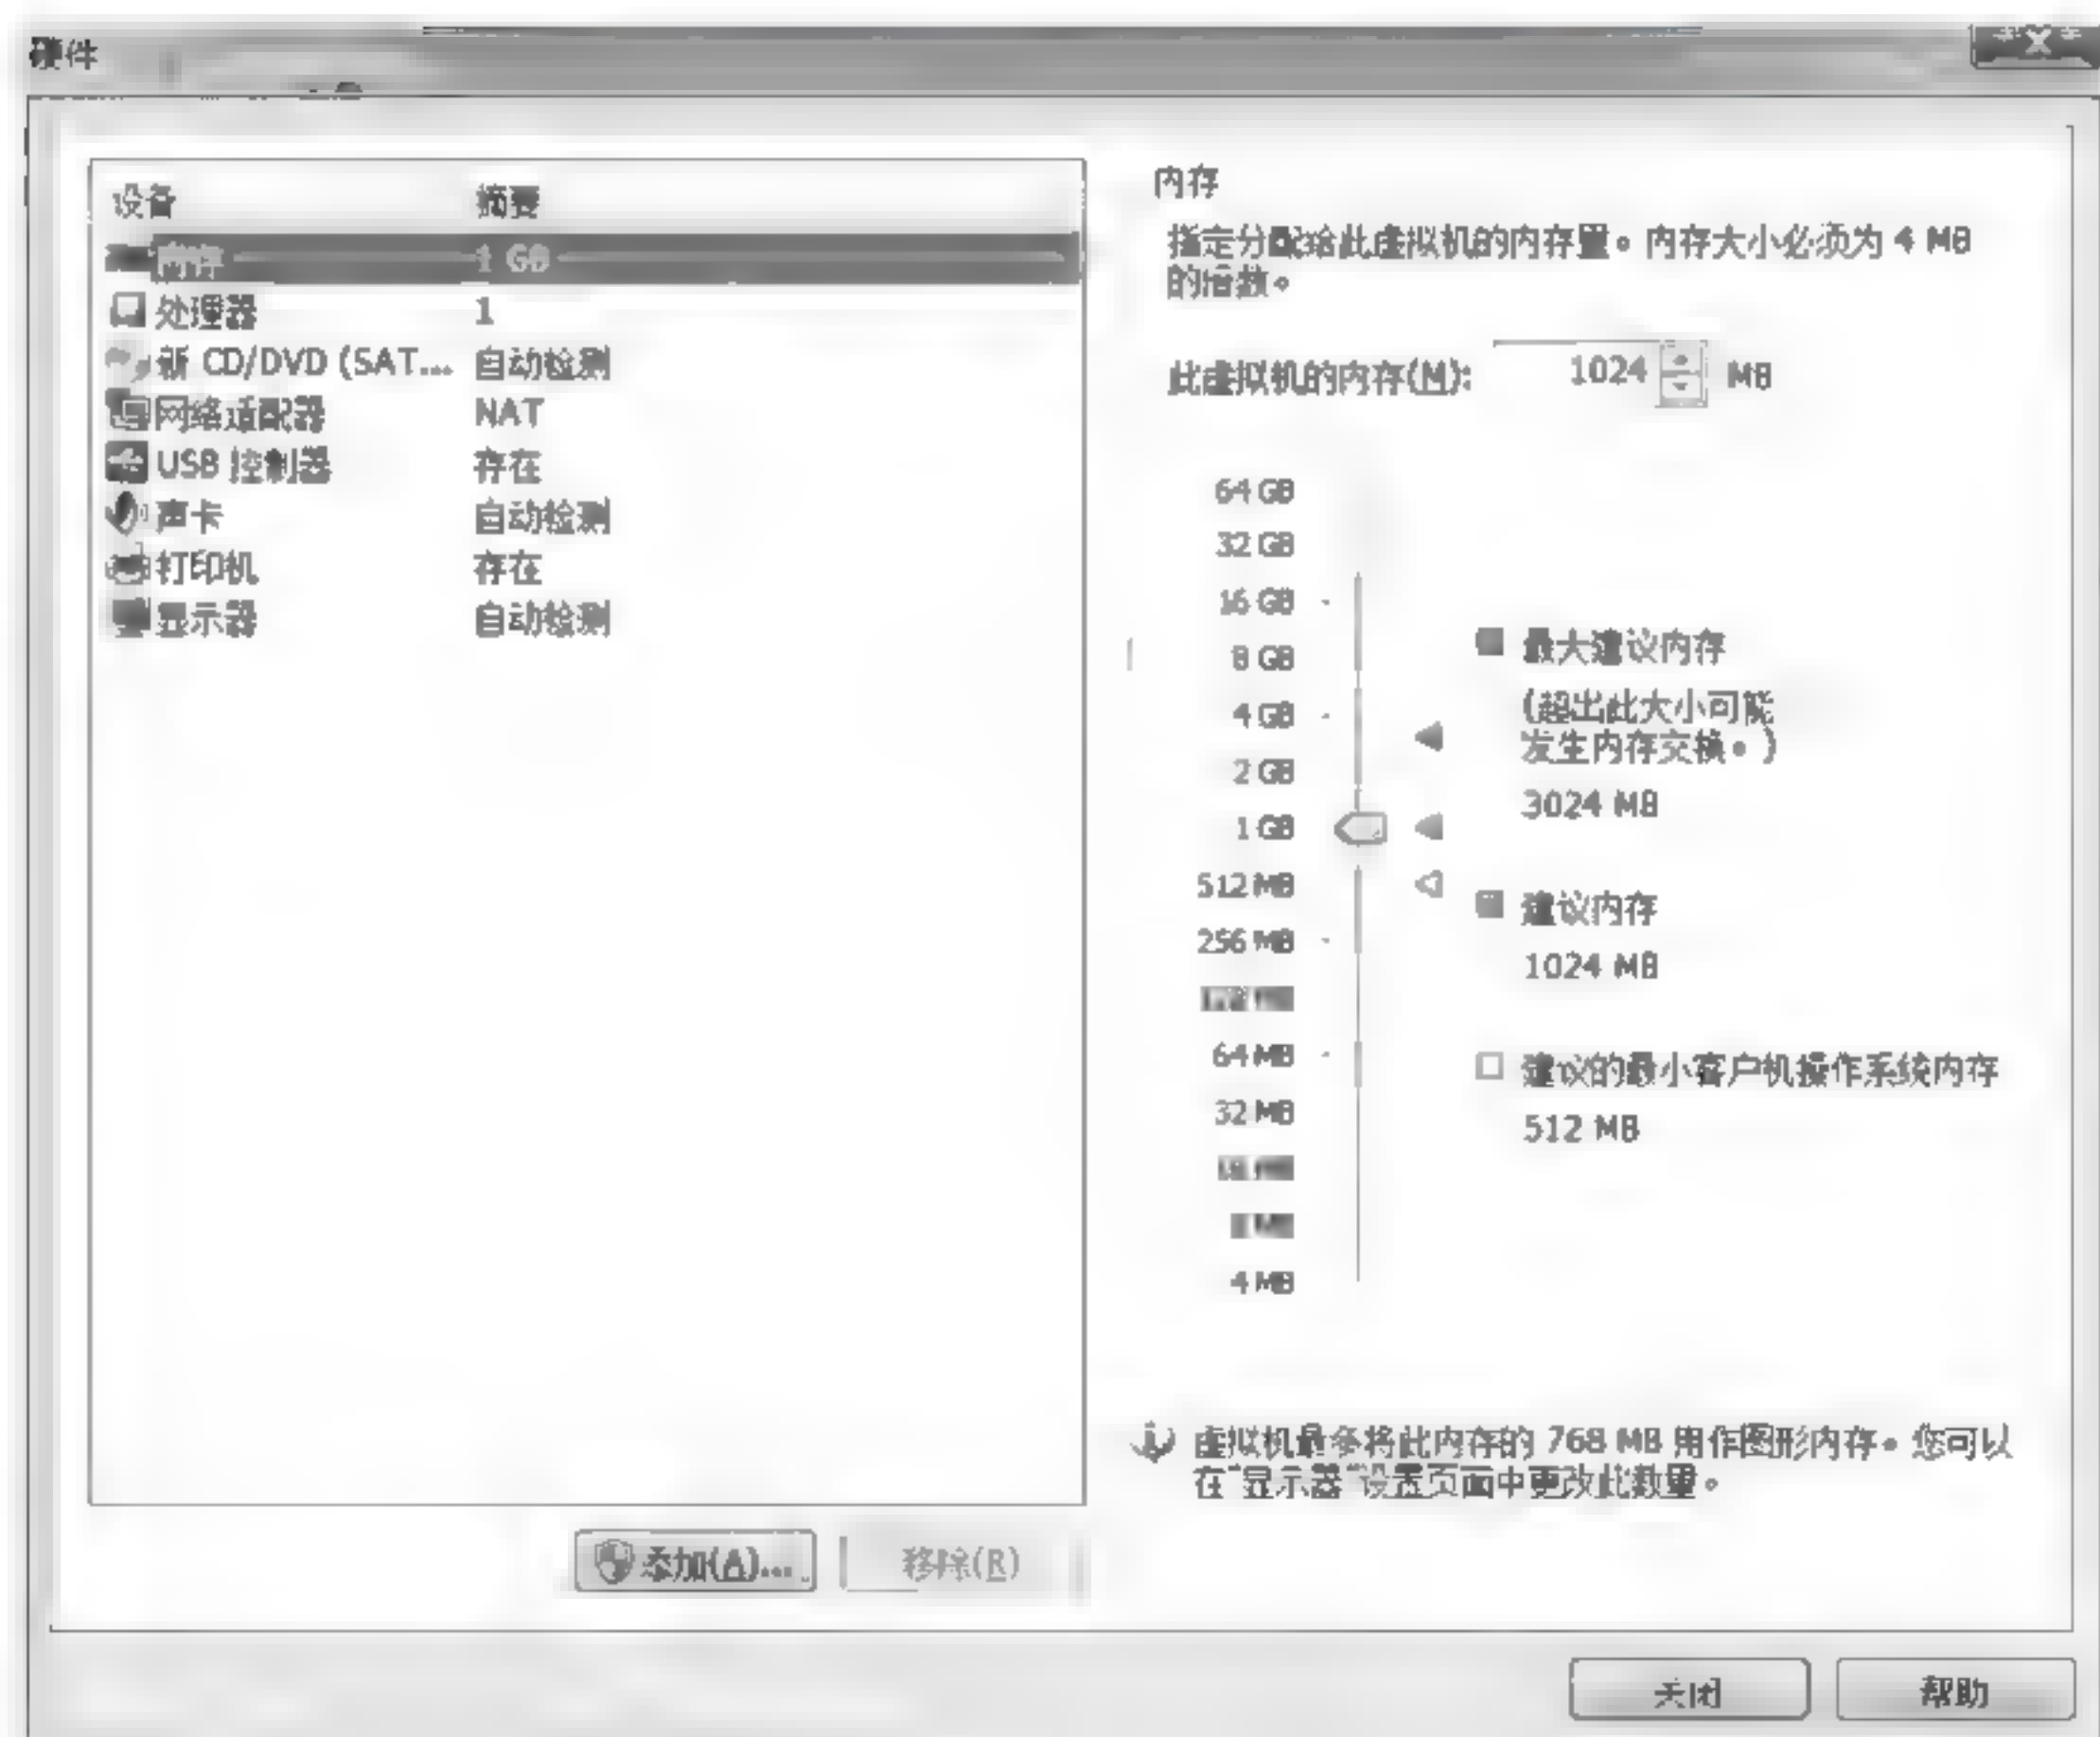 硬件
设备 摘要
内存 1 GB
处理器 1
新 CD/DVD (SAT... 自动检测
网络适配器 NAT
USB 控制器 存在
声卡 自动检测
打印机 存在
显示器 自动检测
添加(A)... 移除(R)
内存
指定分配给此虚拟机的内存量。内存大小必须为 4 MB
的倍数。
此虚拟机的内存(M): 1024 MB
64 GB
32 GB
16 GB
8 GB
4 GB
2 GB
1 GB
512 MB
256 MB
64 MB
32 MB
8 MB
4 MB
最大建议内存
(超出此大小可能
发生内存交换。)
3024 MB
建议内存
1024 MB
建议的最小客户机操作系统内存
512 MB
虚拟机最多将此内存的 768 MB 用作图形内存。您可以
在"显示器"设置页面中更改此数量。
关闭 帮助